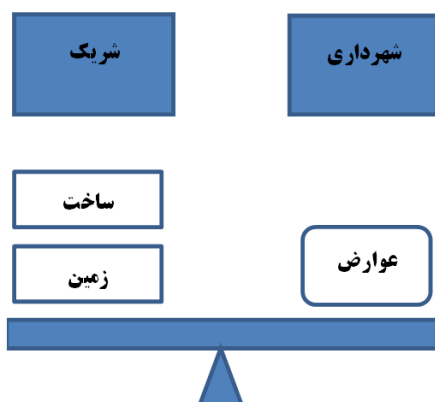 شهرداری
شریک
ساخت
عوارض
زمین